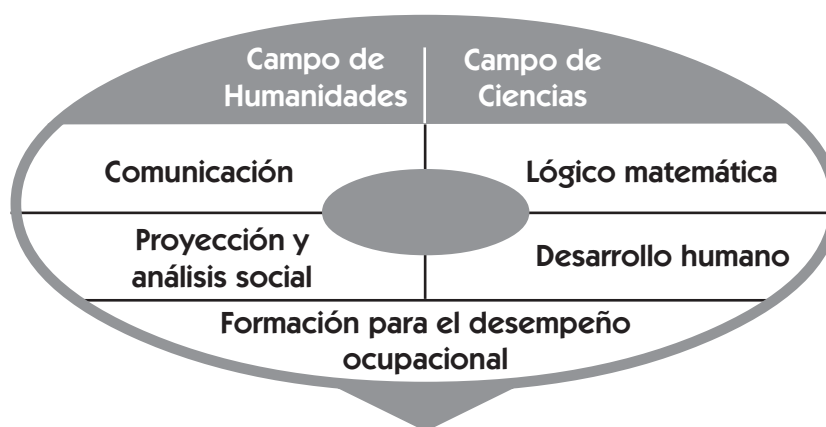 Campo de
Humanidades
Campo de
Ciencias
Comunicación
Lógico matemática
Proyección y
análisis social
Desarrollo humano
Formación para el desempeño
ocupacional